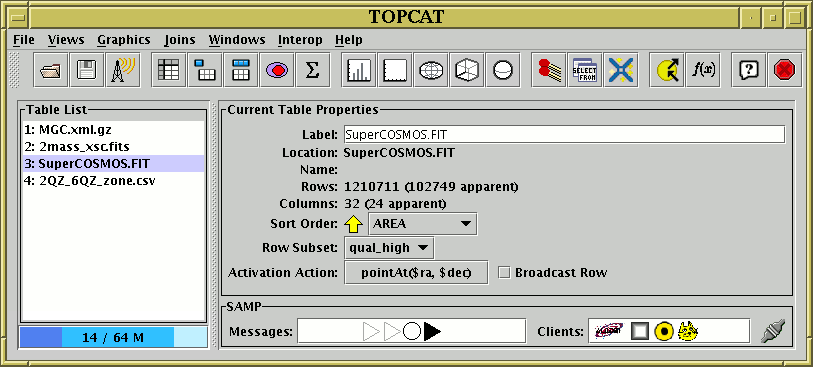 TOPCAT
File Views Graphics Joins Windows Interop Help
Σ SELECT FROM f(x) ?
Table List
1: MGC.xml.gz
2: 2mass_xsc.fits
3: SuperCOSMOS.FIT
4: 2QZ_6QZ_zone.csv
14 / 64 M
Current Table Properties
Label: SuperCOSMOS.FIT
Location: SuperCOSMOS.FIT
Name:
Rows: 1210711 (102749 apparent)
Columns: 32 (24 apparent)
Sort Order: AREA
Row Subset: qual_high
Activation Action: pointAt($ra, $dec) Broadcast Row
SAMP
Messages: Clients: